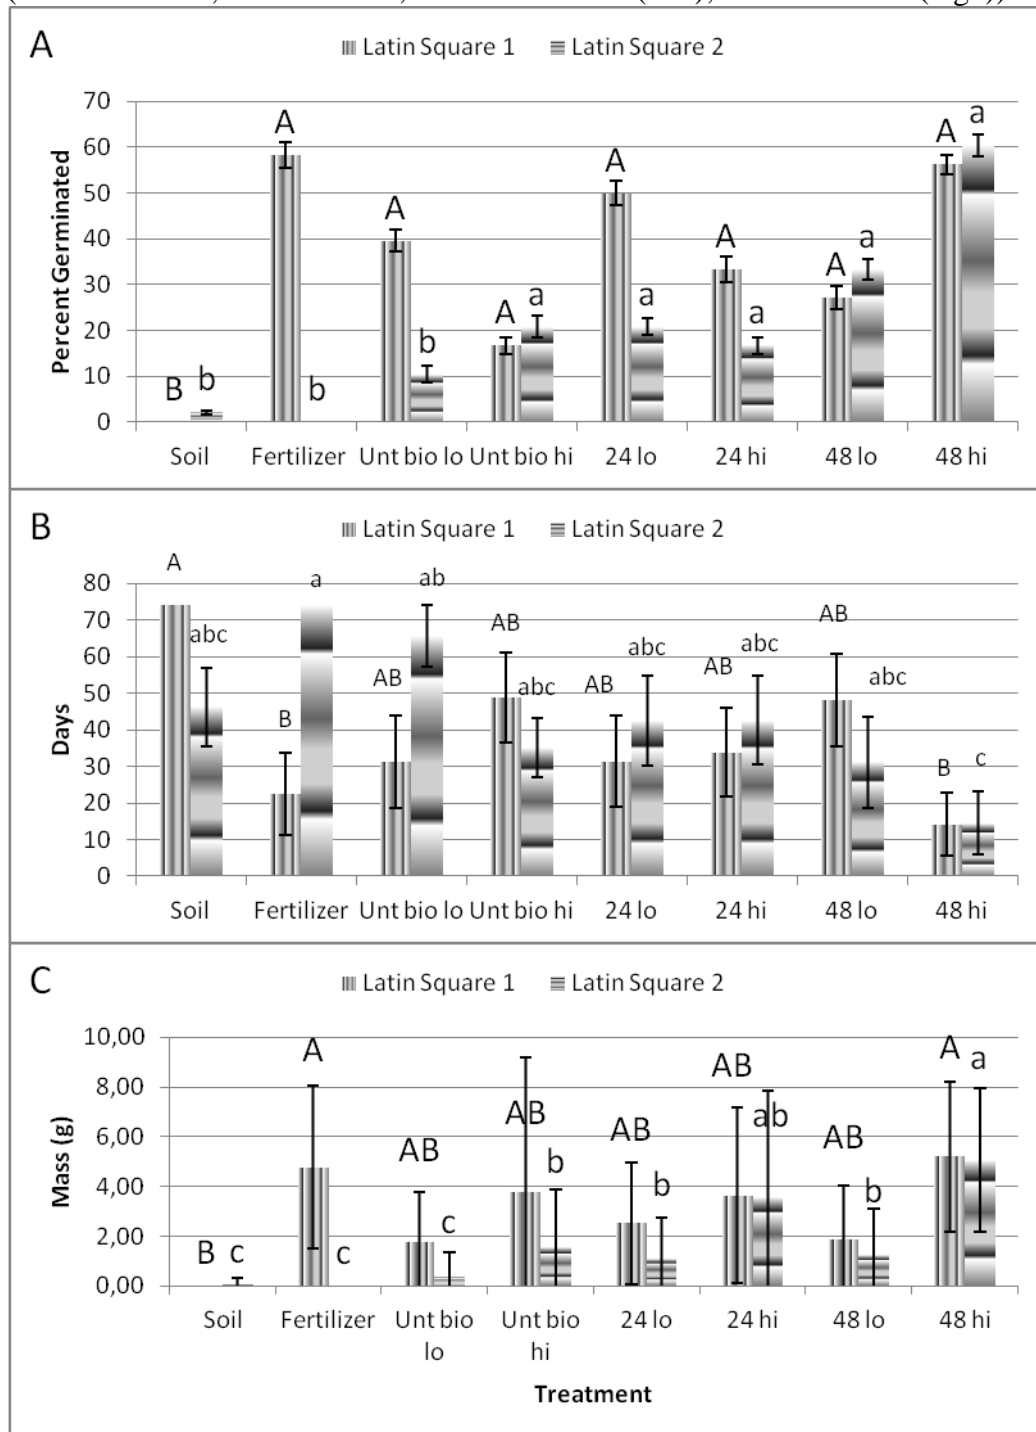 A
Latin Square 1 Latin Square 2
70
60
50
40
30
20
10
0
Percent Germinated
B b A b A b A a A a A a A a A a
Soil Fertilizer Unt bio lo Unt bio hi 24 lo 24 hi 48 lo 48 hi
B
Latin Square 1 Latin Square 2
80
70
60
50
40
30
20
10
0
Days
A abc B a AB ab AB abc AB abc AB abc AB abc B c
Soil Fertilizer Unt bio lo Unt bio hi 24 lo 24 hi 48 lo 48 hi
C
Latin Square 1 Latin Square 2
10,00
8,00
6,00
4,00
2,00
0,00
Mass (g)
B c A c AB c AB b AB b AB ab AB b A a
Soil Fertilizer Unt bio Unt bio 24 lo 24 hi 48 lo 48 hi
lo hi
Treatment